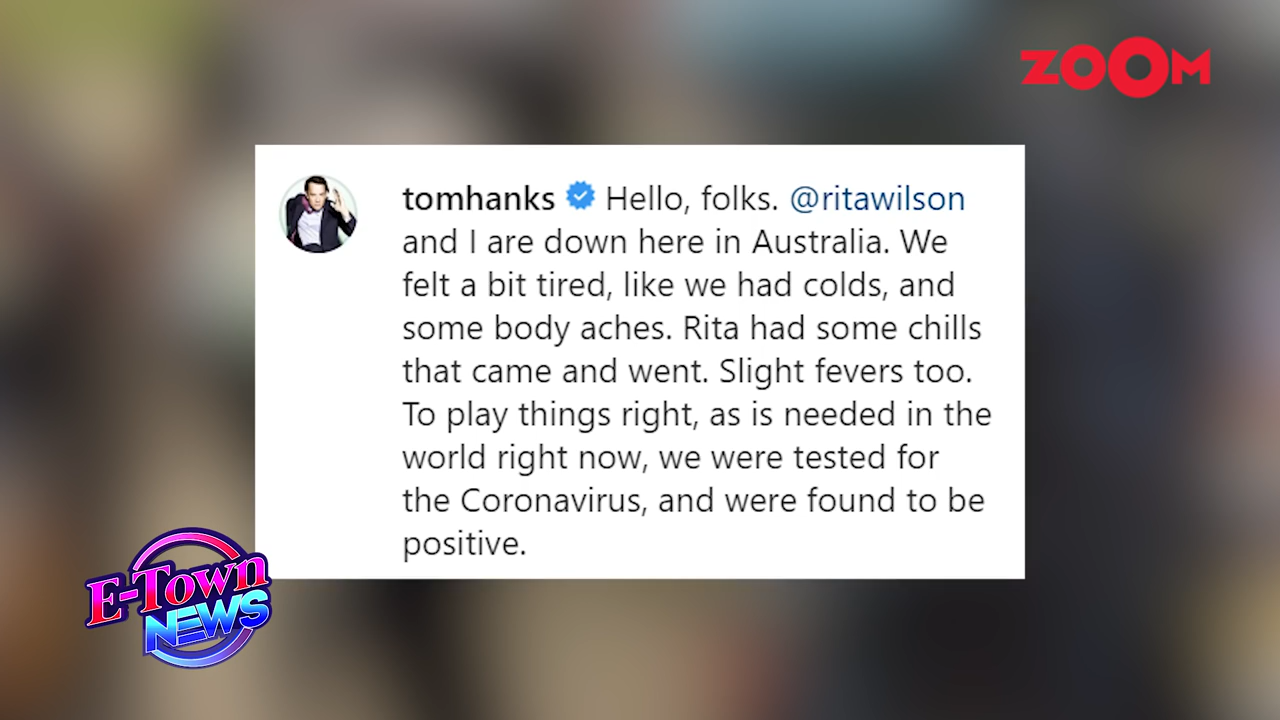 ZOOM
tomhanks Hello, folks. @ritawilson
and I are down here in Australia. We
felt a bit tired, like we had colds, and
some body aches. Rita had some chills
that came and went. Slight fevers too.
To play things right, as is needed in the
world right now, we were tested for
the Coronavirus, and were found to be
positive.
E-Town
NEWS